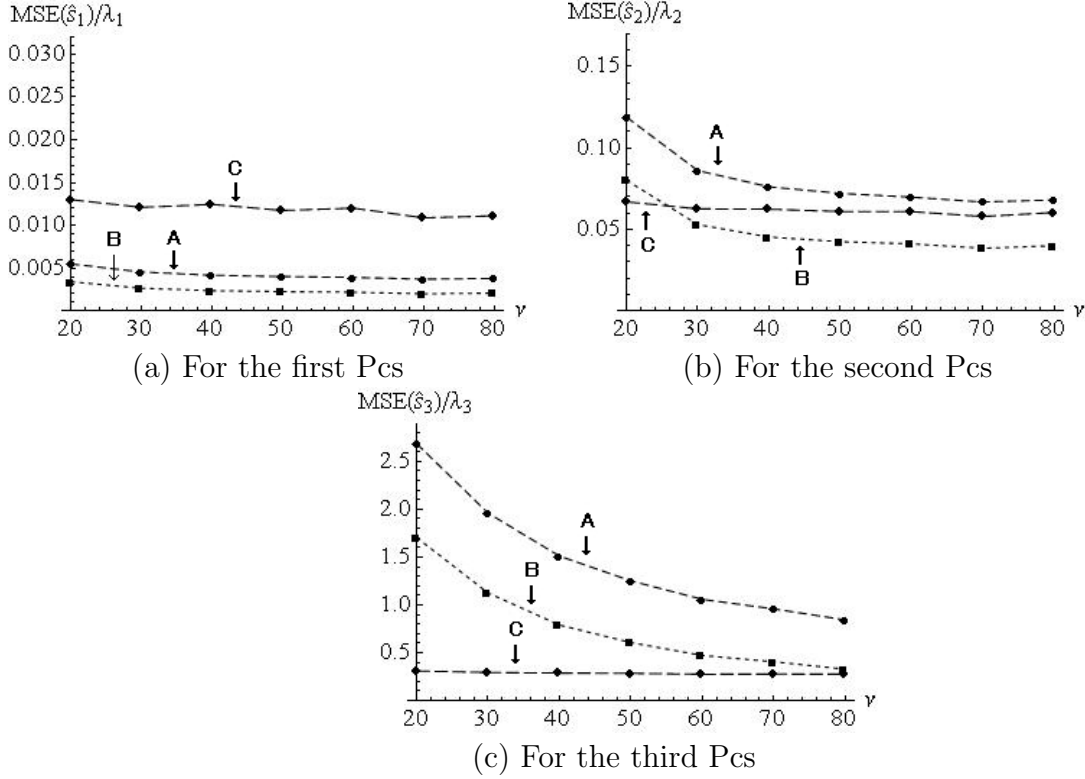 MSE(ŝ₁)/λ₁
0.030
0.025
0.020
0.015
0.010
0.005
C
B
A
20 30 40 50 60 70 80 ν
(a) For the first Pcs
MSE(ŝ₂)/λ₂
0.15
0.10
0.05
A
C
B
20 30 40 50 60 70 80 ν
(b) For the second Pcs
MSE(ŝ₃)/λ₃
2.5
2.0
1.5
1.0
0.5
A
B
C
20 30 40 50 60 70 80 ν
(c) For the third Pcs